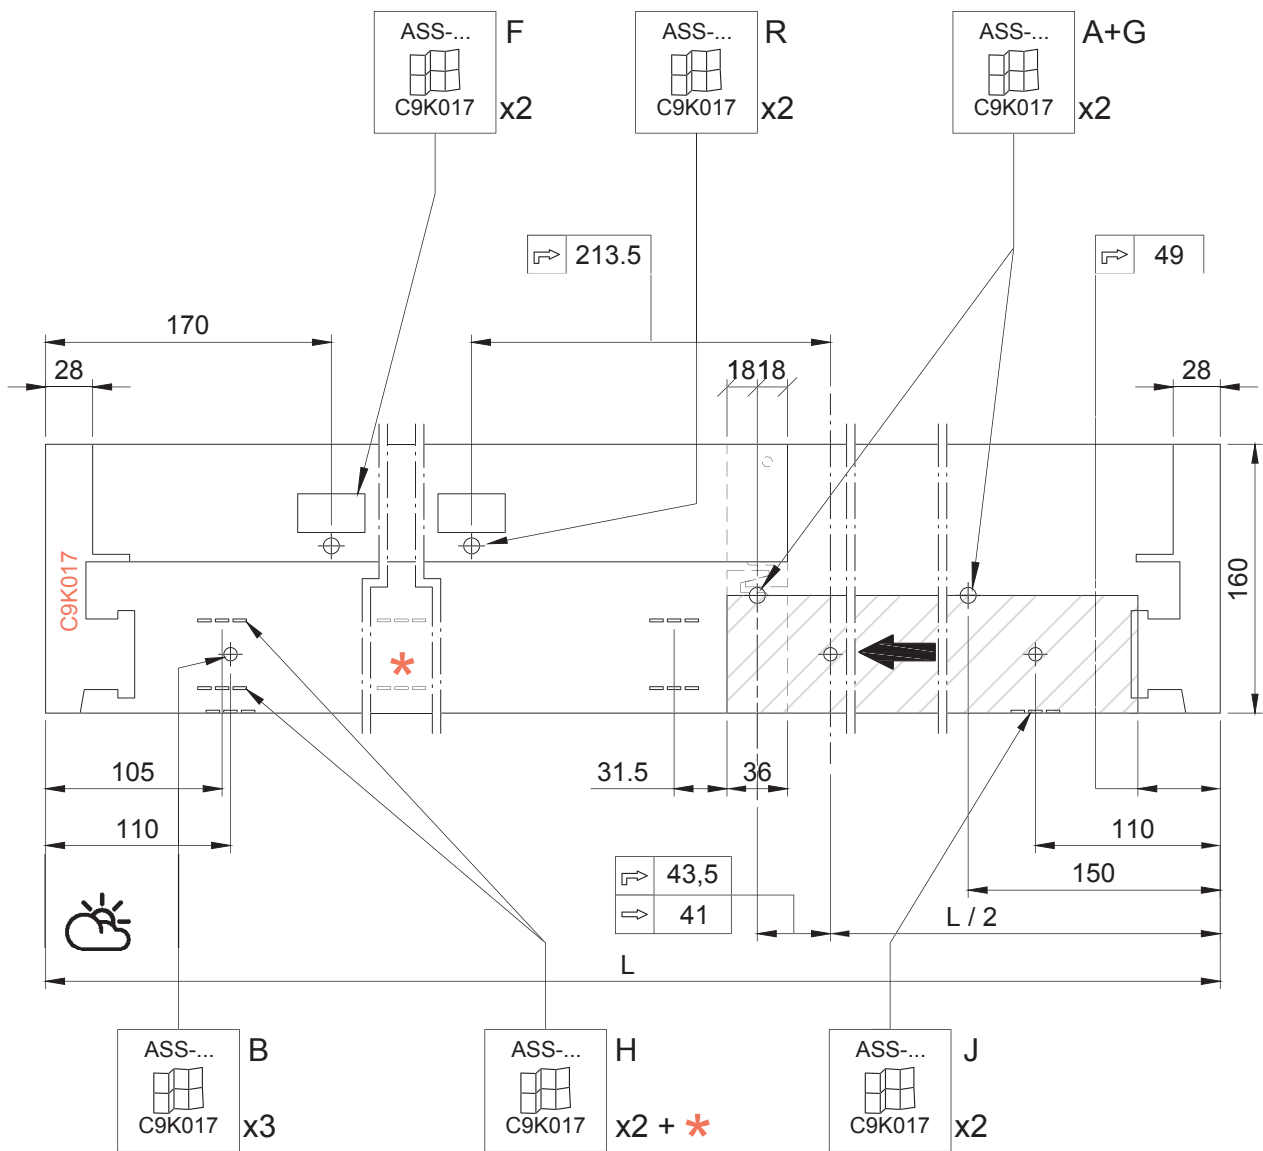 ASS-... F
C9K017 x2
ASS-... R
C9K017 x2
ASS-... A+G
C9K017 x2
213.5
49
170
28
18 18
28
C9K017
160
*
105
31.5
36
110
110
43,5
150
41
L / 2
L
ASS-... B
C9K017 x3
ASS-... H
C9K017 x2 + *
ASS-... J
C9K017 x2